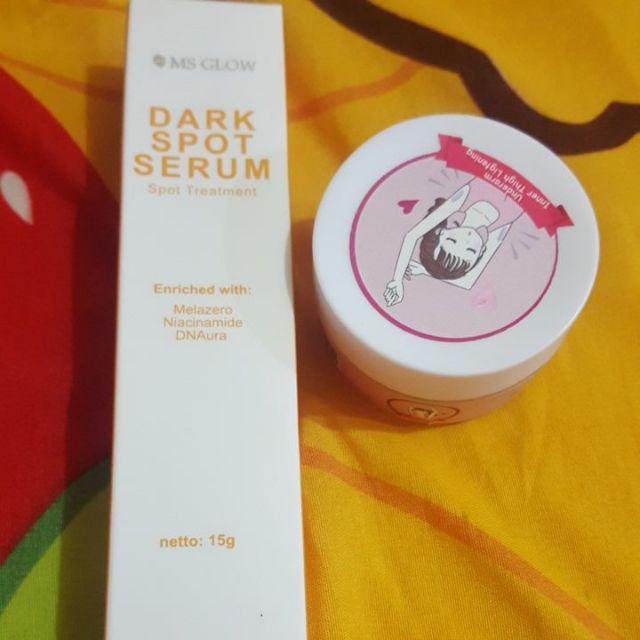 MS GLOW
DARK
SPOT
SERUM
Spot Treatment
Enriched with:
Melazero
Niacinamide
DNAura
netto: 15g
Underarm
Inner Thigh Lightening